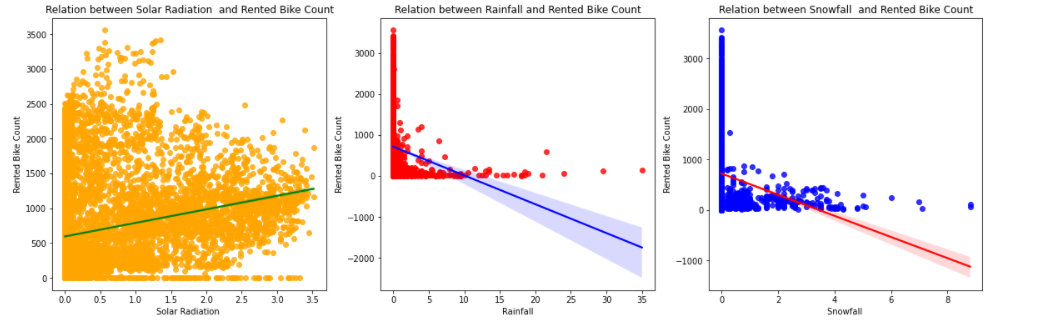 Relation between Solar Radiation  and Rented Bike Count
Rented Bike Count
3500
3000
2500
2000
1500
1000
500
0
0.0 0.5 1.0 1.5 2.0 2.5 3.0 3.5
Solar Radiation
Relation between Rainfall and Rented Bike Count
Rented Bike Count
3000
2000
1000
0
−1000
−2000
0 5 10 15 20 25 30 35
Rainfall
Relation between Snowfall  and Rented Bike Count
Rented Bike Count
3000
2000
1000
0
−1000
0 2 4 6 8
Snowfall